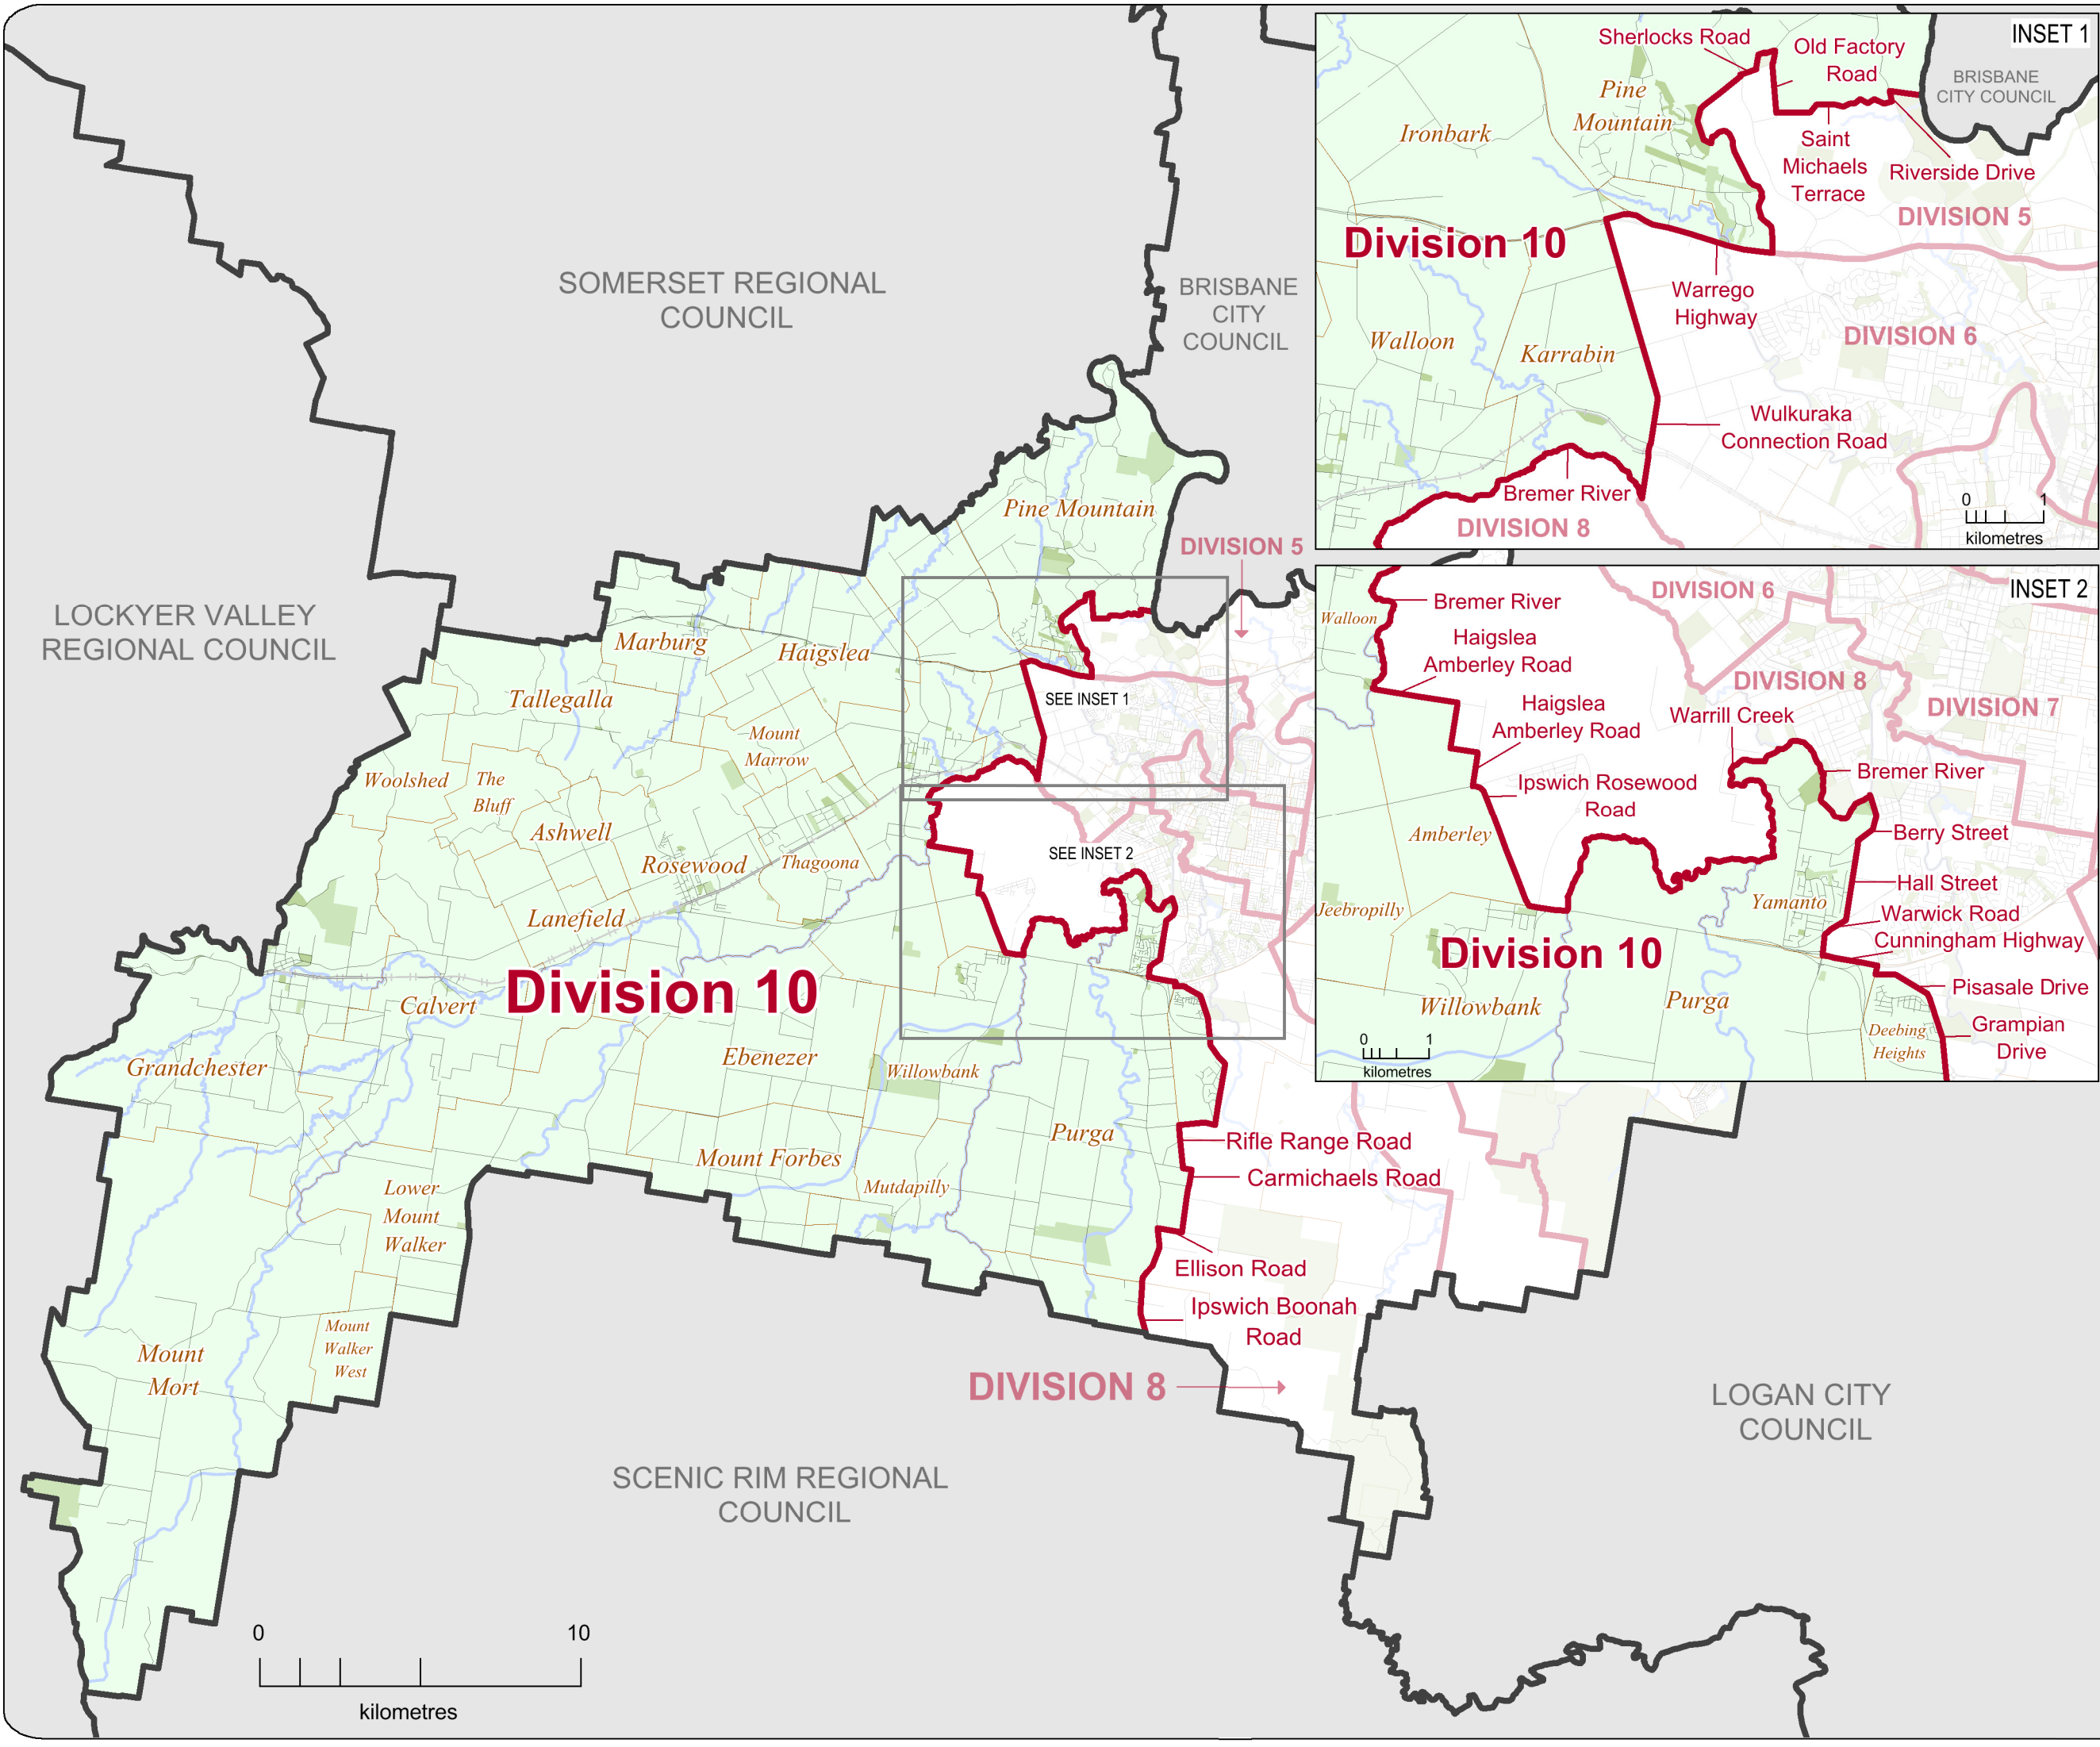 SOMERSET REGIONAL
COUNCIL
BRISBANE
CITY
COUNCIL
LOCKYER VALLEY
REGIONAL COUNCIL
Pine Mountain
DIVISION 5
Marburg
Haigslea
Tallegalla
SEE INSET 1
Mount
Marrow
Woolshed
The
Bluff
Ashwell
Rosewood
Thagoona
SEE INSET 2
Lanefield
Division 10
Calvert
Grandchester
Ebenezer
Willowbank
Purga
Rifle Range Road
Mount Forbes
Carmichaels Road
Mutdapilly
Lower
Mount
Walker
Ellison Road
Ipswich Boonah
Road
Mount
Walker
West
Mount
Mort
DIVISION 8
LOGAN CITY
COUNCIL
SCENIC RIM REGIONAL
COUNCIL
0 10
kilometres
INSET 1
Sherlocks Road
Old Factory
Road
BRISBANE
CITY COUNCIL
Pine
Mountain
Ironbark
Saint
Michaels
Terrace
Riverside Drive
DIVISION 5
Division 10
Warrego
Highway
DIVISION 6
Walloon
Karrabin
Wulkuraka
Connection Road
Bremer River
DIVISION 8
0 1
kilometres
INSET 2
DIVISION 6
Bremer River
Walloon
Haigslea
Amberley Road
DIVISION 8
Haigslea
Amberley Road
Warrill Creek
DIVISION 7
Bremer River
Ipswich Rosewood
Road
Amberley
Berry Street
Hall Street
Yamanto
Jeebropilly
Warwick Road
Cunningham Highway
Division 10
Pisasale Drive
Willowbank
Purga
Grampian
Drive
Deebing
Heights
0 1
kilometres